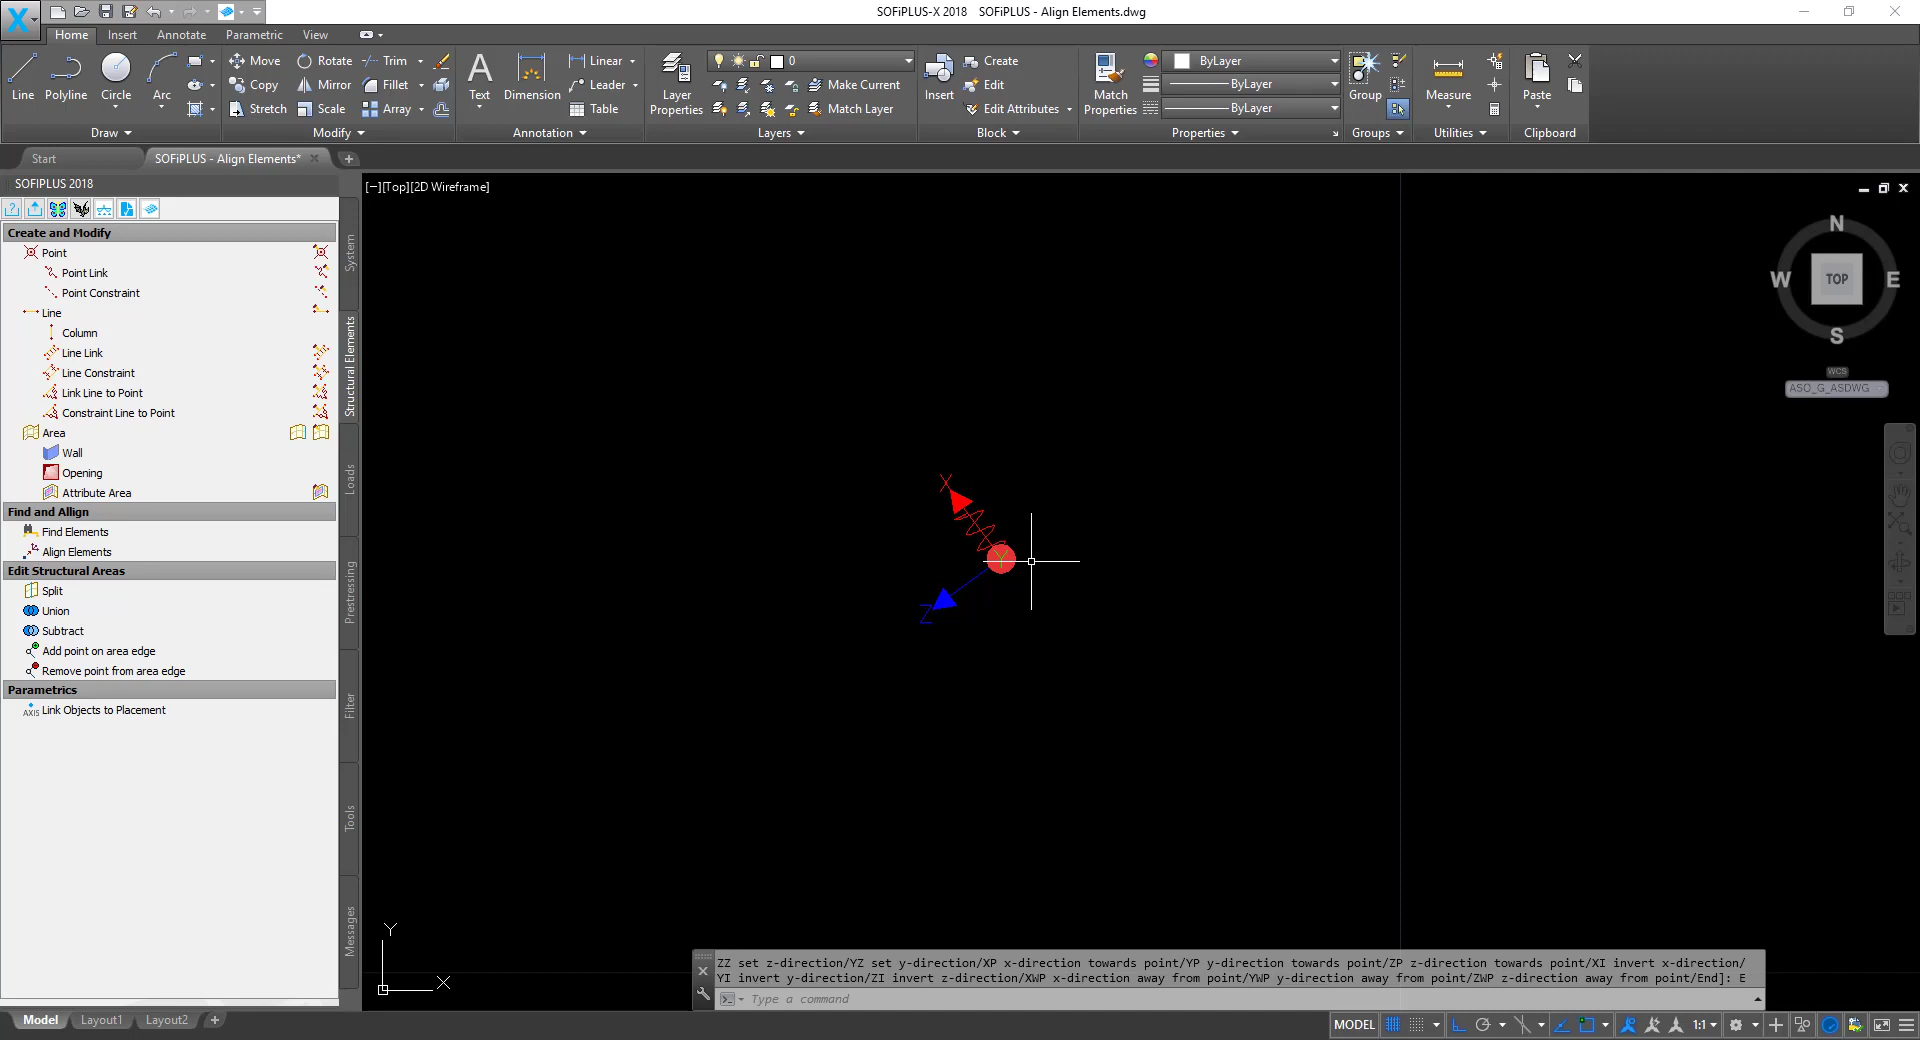 SOFiPLUS-X 2018 SOFiPLUS - Align Elements.dwg
Home Insert Annotate Parametric View
Line Polyline Circle Arc
Move Rotate Trim
Copy Mirror Fillet
Stretch Scale Array
Text Dimension
Linear
Leader
Table
Layer Properties
0
Make Current
Match Layer
Insert
Create
Edit
Edit Attributes
Match Properties
ByLayer
ByLayer
ByLayer
Group
Measure
Paste
Draw Modify Annotation Layers Block Properties Groups Utilities Clipboard
Start SOFiPLUS - Align Elements*
SOFIPLUS 2018
[−][Top][2D Wireframe]
Create and Modify
Point
Point Link
Point Constraint
Line
Column
Line Link
Line Constraint
Link Line to Point
Constraint Line to Point
Area
Wall
Opening
Attribute Area
Find and Allign
Find Elements
Align Elements
Edit Structural Areas
Split
Union
Subtract
Add point on area edge
Remove point from area edge
Parametrics
AXIS Link Objects to Placement
System
Structural Elements
Loads
Prestressing
Filter
Tools
Messages
X
Y
Z
N
W TOP E
S
WCS
ASO_G_ASDWG
Y
X
ZZ set z-direction/YZ set y-direction/XP x-direction towards point/YP y-direction towards point/ZP z-direction towards point/XI invert x-direction/
YI invert y-direction/ZI invert z-direction/XWP x-direction away from point/YWP y-direction away from point/ZWP z-direction away from point/End]: E
Type a command
Model Layout1 Layout2
MODEL 1:1